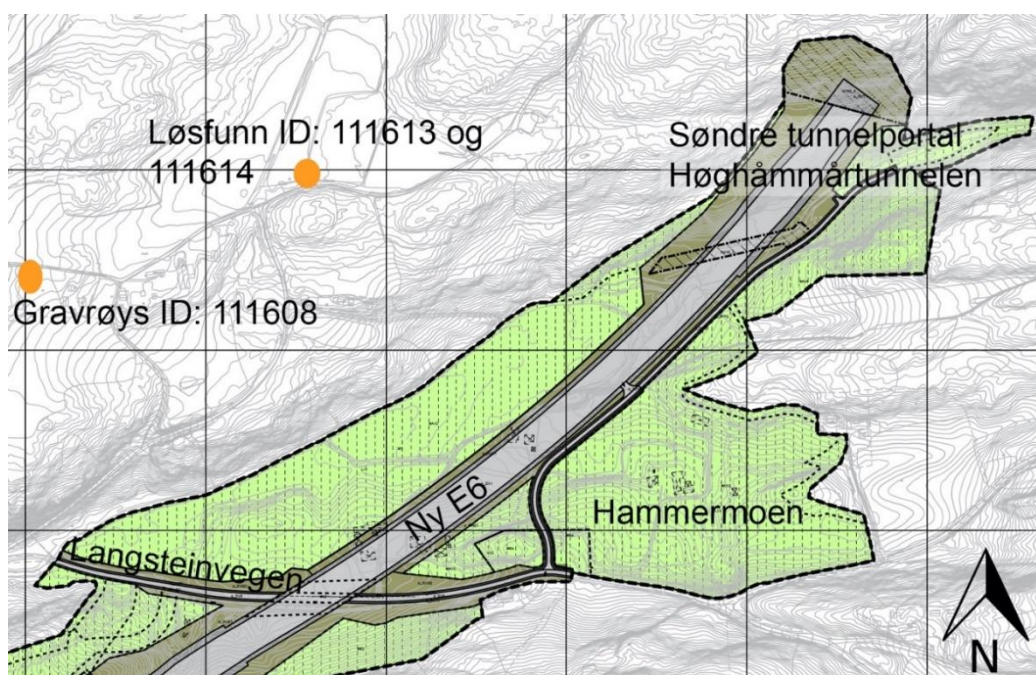 Løsfunn ID: 111613 og
111614
Søndre tunnelportal
Høghåmmårtunnelen
Gravrøys ID: 111608
Ny E6
Hammermoen
Langsteinvegen
N